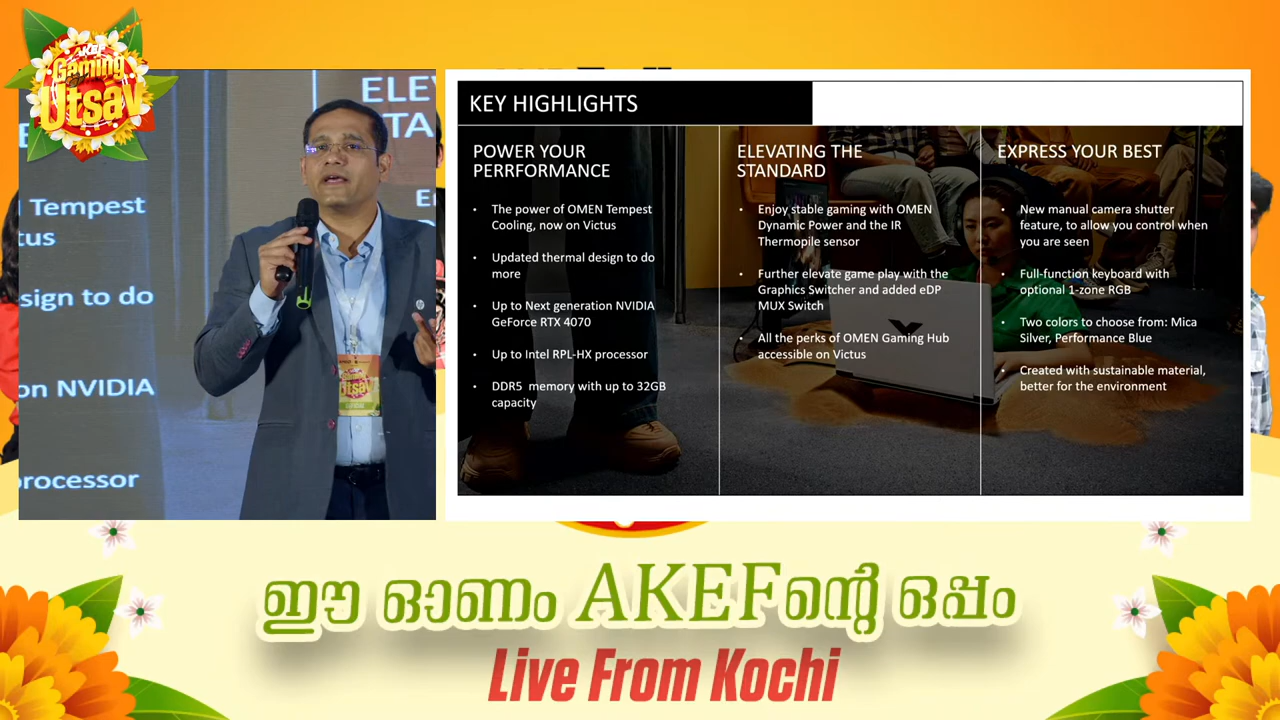 AKEF
Gaming
Utsav
ELEV
TA
Tempest
tus
sign to do
on NVIDIA
rocessor
hp
Utsav
KEY HIGHLIGHTS
POWER YOUR
PERRFORMANCE
• The power of OMEN Tempest
Cooling, now on Victus
• Updated thermal design to do
more
• Up to Next generation NVIDIA
GeForce RTX 4070
• Up to Intel RPL-HX processor
• DDR5 memory with up to 32GB
capacity
ELEVATING THE
STANDARD
• Enjoy stable gaming with OMEN
Dynamic Power and the IR
Thermopile sensor
• Further elevate game play with the
Graphics Switcher and added eDP
MUX Switch
• All the perks of OMEN Gaming Hub
accessible on Victus
EXPRESS YOUR BEST
• New manual camera shutter
feature, to allow you control when
you are seen
• Full-function keyboard with
optional 1-zone RGB
• Two colors to choose from: Mica
Silver, Performance Blue
• Created with sustainable material,
better for the environment
ഈ ഓണം AKEFന്റെ ഒപ്പം
Live From Kochi